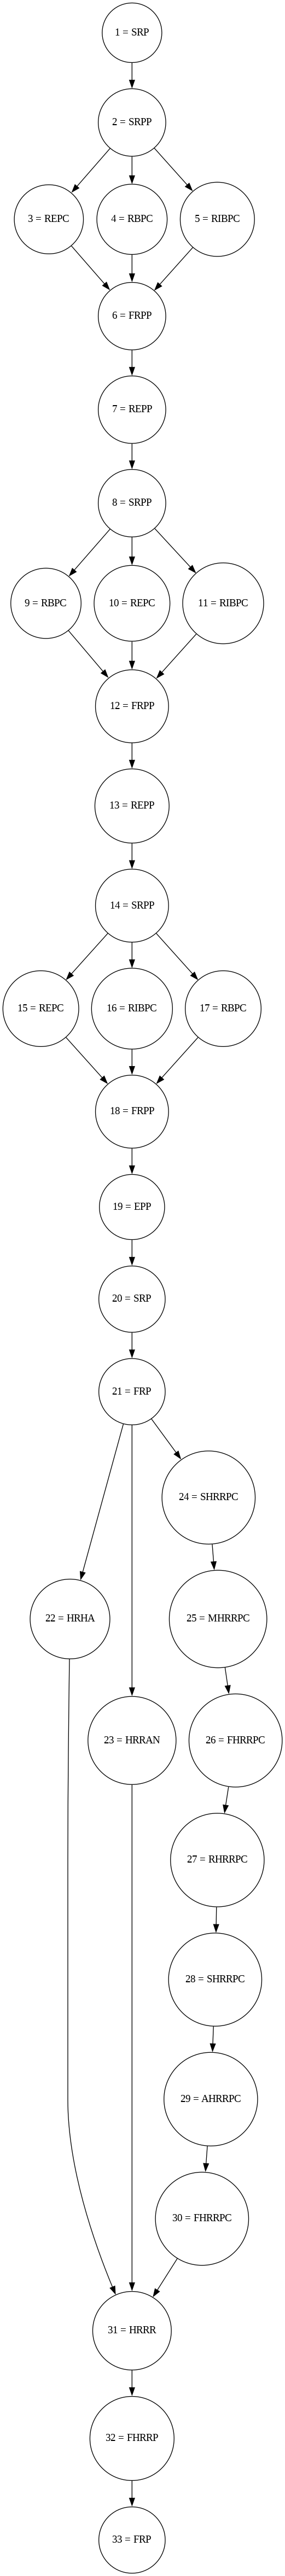 1 = SRP
2 = SRPP
3 = REPC
4 = RBPC
5 = RIBPC
6 = FRPP
7 = REPP
8 = SRPP
9 = RBPC
10 = REPC
11 = RIBPC
12 = FRPP
13 = REPP
14 = SRPP
15 = REPC
16 = RIBPC
17 = RBPC
18 = FRPP
19 = EPP
20 = SRP
21 = FRP
24 = SHRRPC
22 = HRHA
25 = MHRRPC
23 = HRRAN
26 = FHRRPC
27 = RHRRPC
28 = SHRRPC
29 = AHRRPC
30 = FHRRPC
31 = HRRR
32 = FHRRP
33 = FRP